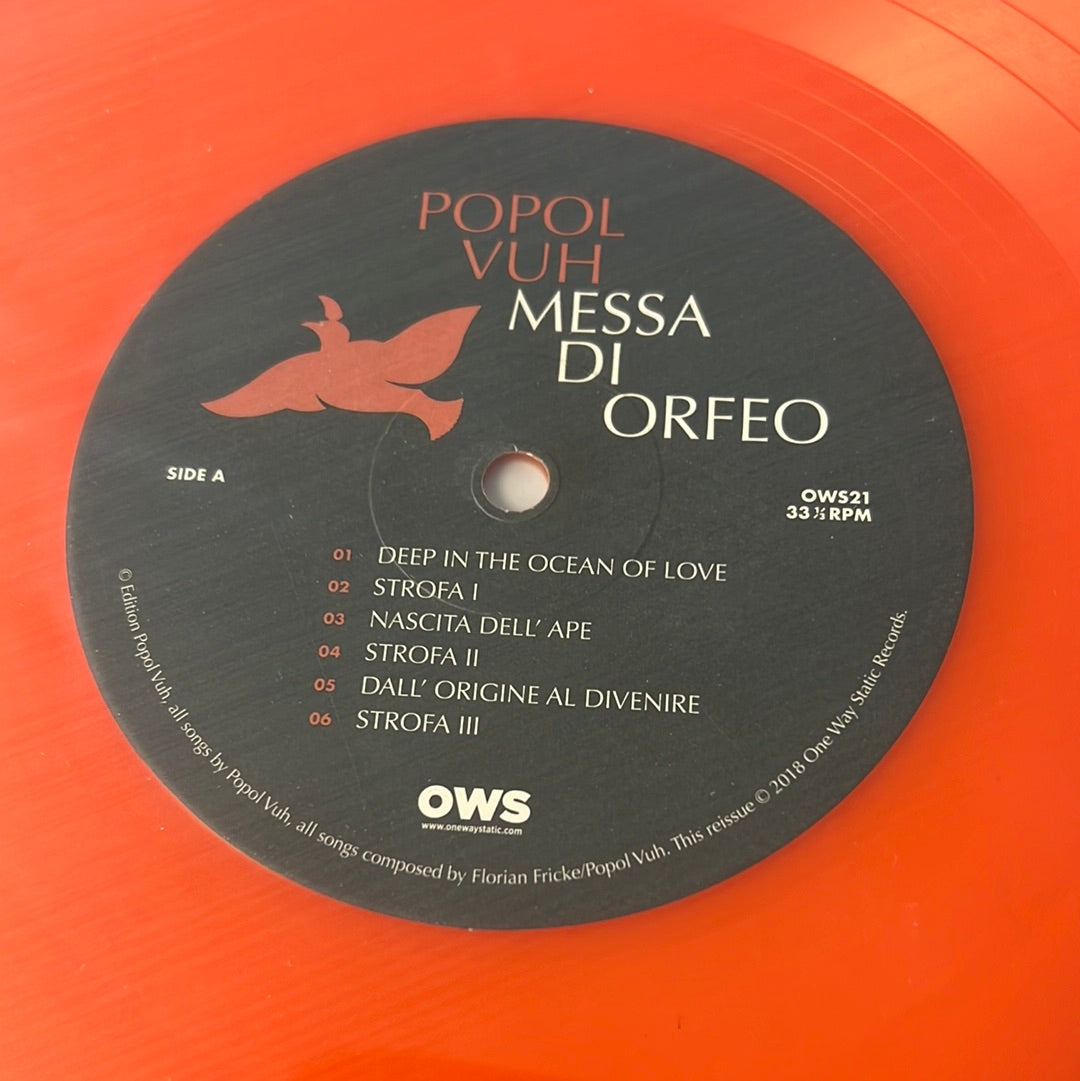 POPOL
VUH
MESSA
DI
ORFEO
SIDE A
OWS21
33 ⅓ RPM
01 DEEP IN THE OCEAN OF LOVE
02 STROFA I
03 NASCITA DELL' APE
04 STROFA II
05 DALL' ORIGINE AL DIVENIRE
06 STROFA III
OWS
www.onewaystatic.com
© Edition Popol Vuh, all songs by Popol Vuh, all songs composed by Florian Fricke/Popol Vuh. This reissue © 2018 One Way Static Records.